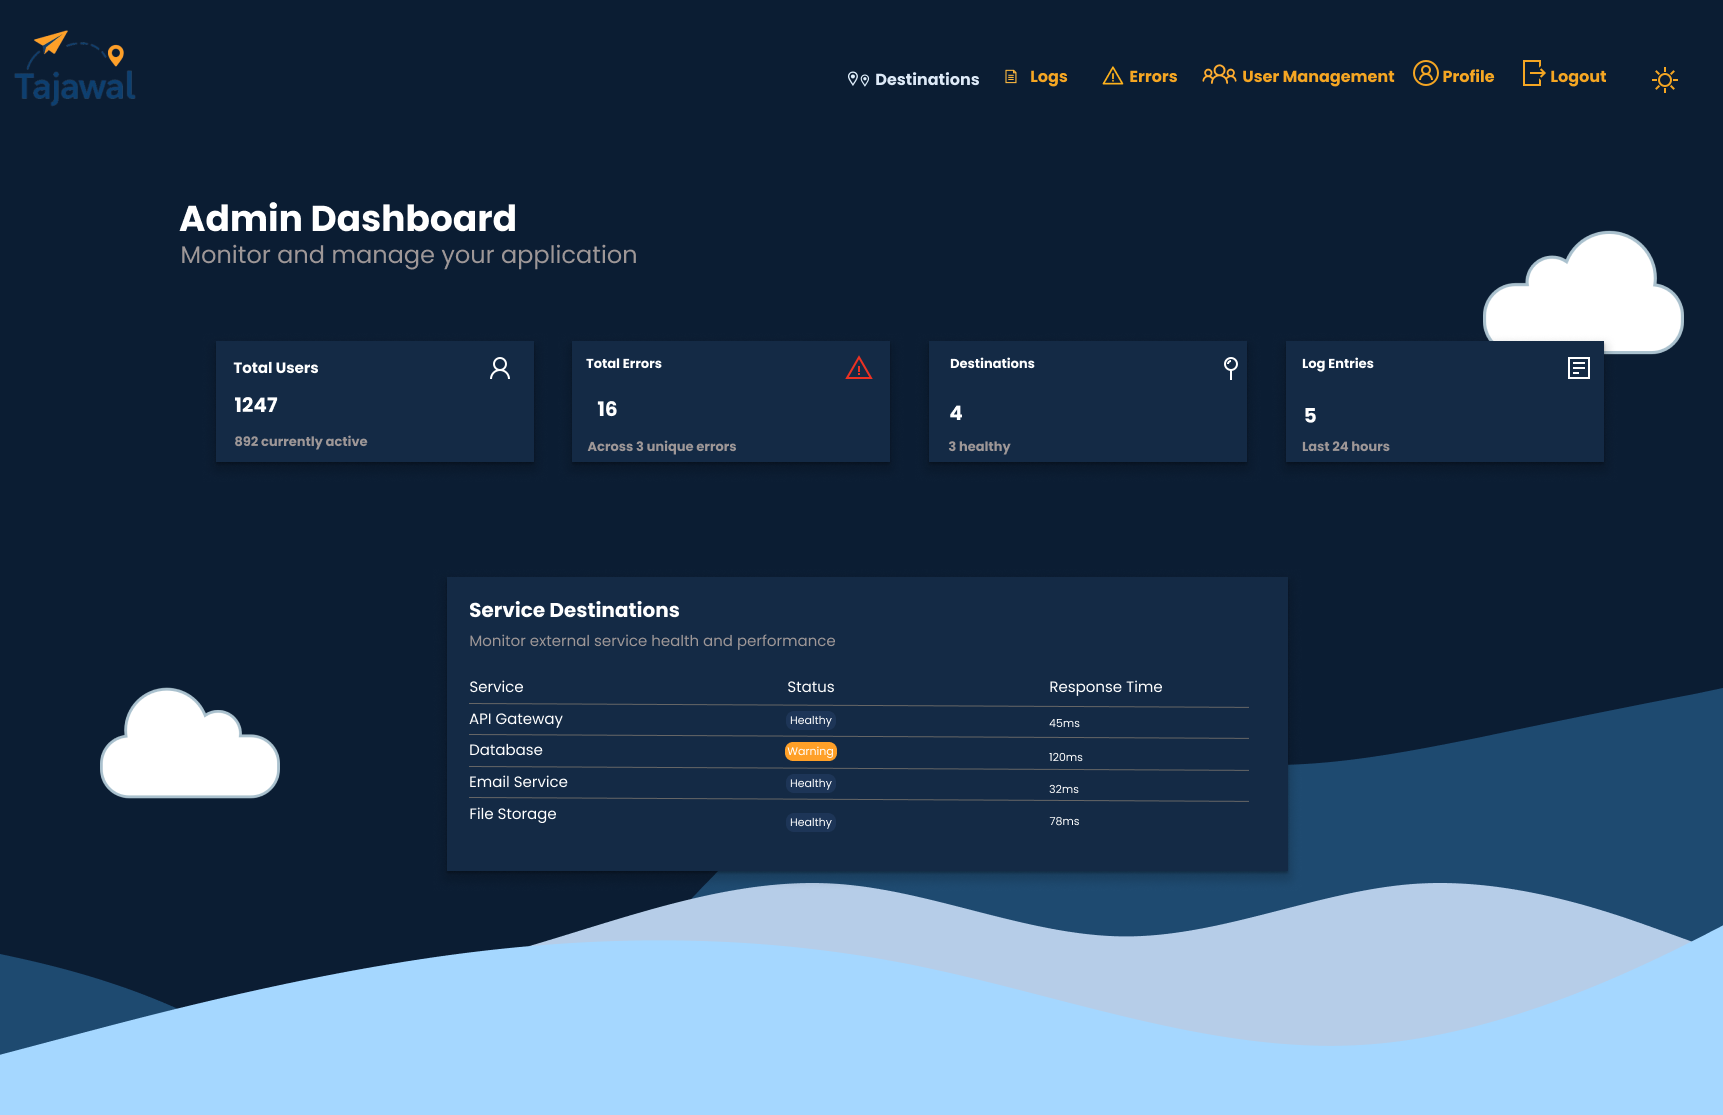 Tajawal
Destinations Logs Errors User Management Profile Logout
Admin Dashboard
Monitor and manage your application
Total Users
1247
892 currently active
Total Errors
16
Across 3 unique errors
Destinations
4
3 healthy
Log Entries
5
Last 24 hours
Service Destinations
Monitor external service health and performance
Service Status Response Time
API Gateway Healthy 45ms
Database Warning 120ms
Email Service Healthy 32ms
File Storage Healthy 78ms